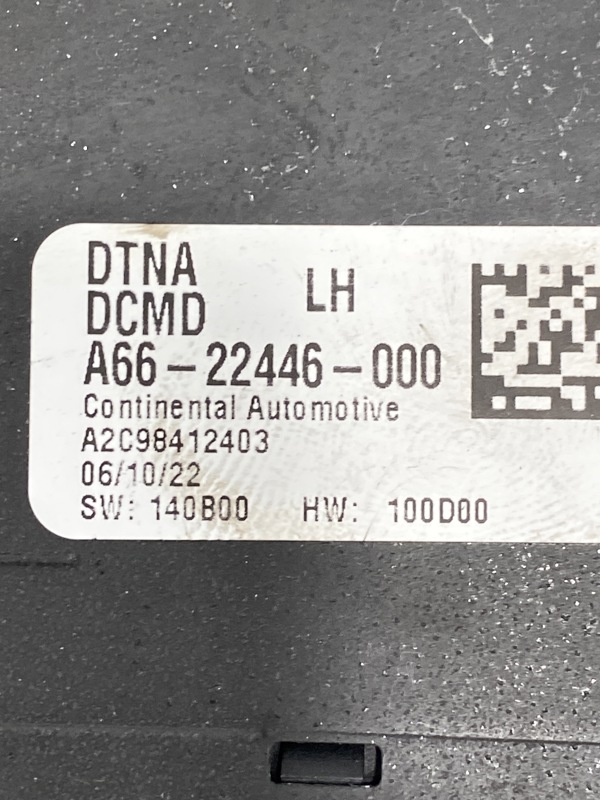 DTNA
DCMD LH
A66-22446-000
Continental Automotive
A2C98412403
06/10/22
SW: 140B00 HW: 100D00